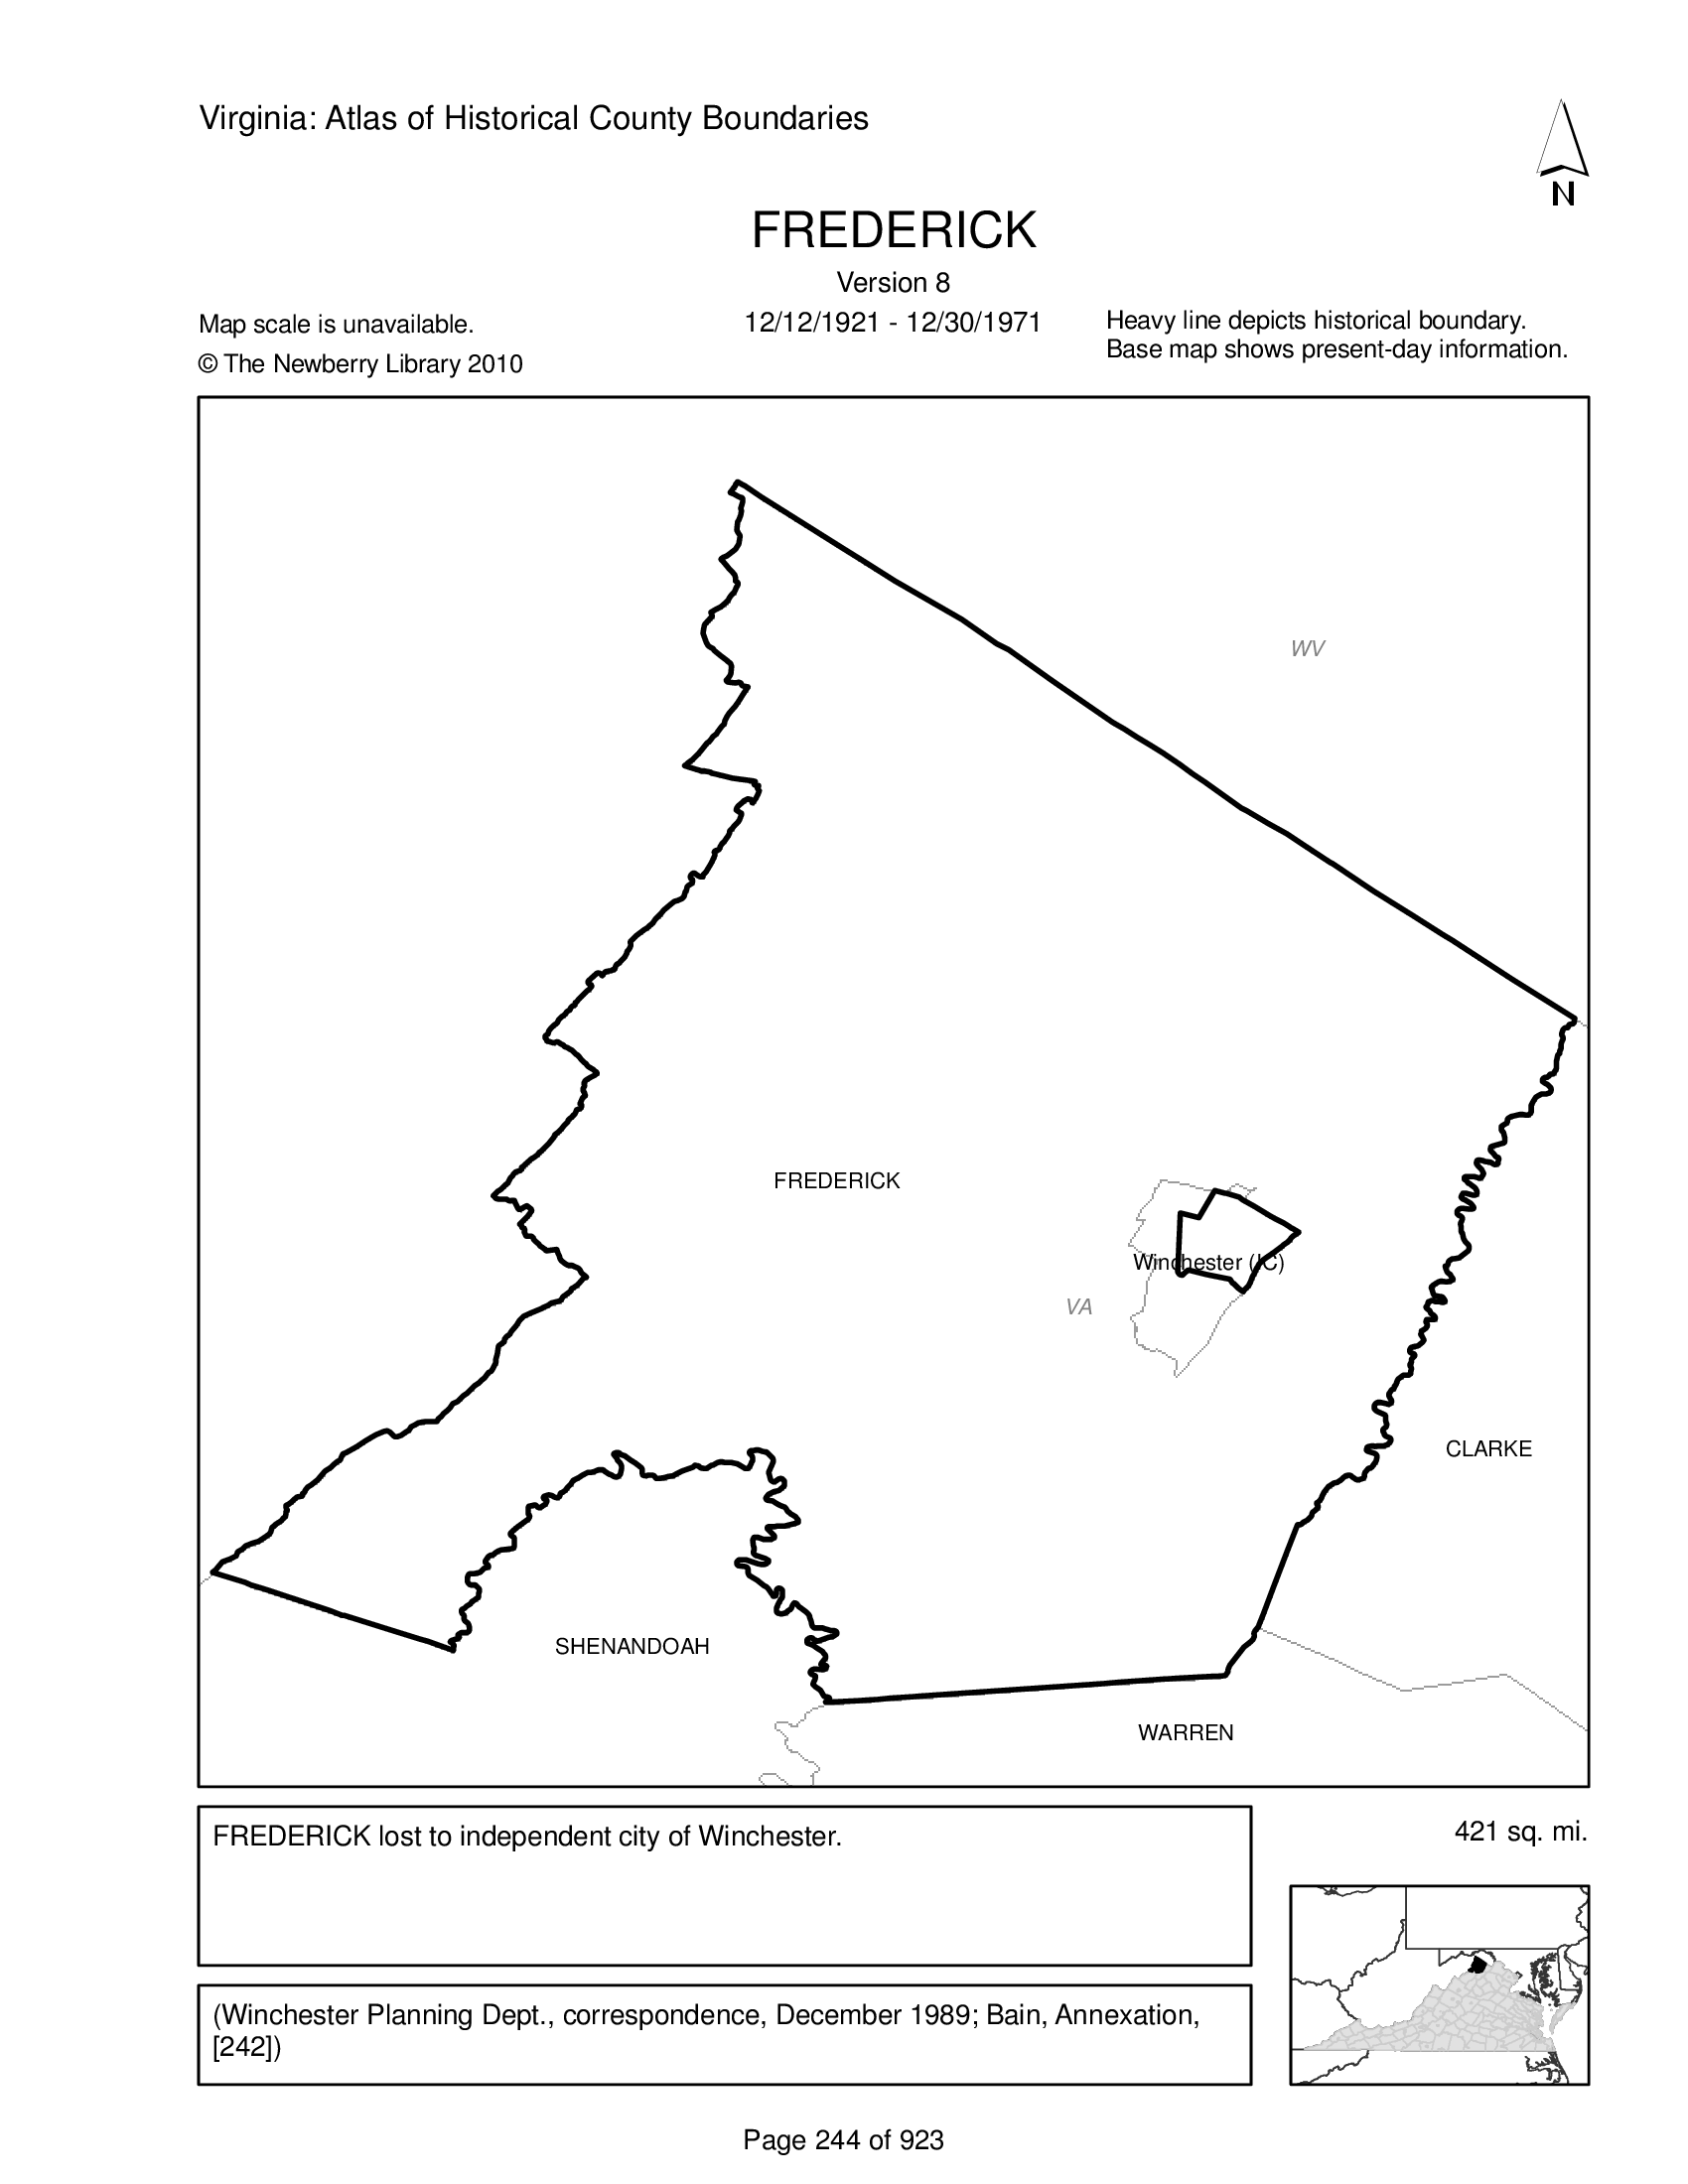 Virginia: Atlas of Historical County Boundaries
N
FREDERICK
Version 8
12/12/1921 - 12/30/1971
Map scale is unavailable.
© The Newberry Library 2010
Heavy line depicts historical boundary.
Base map shows present-day information.
WV
FREDERICK
Winchester (IC)
VA
CLARKE
SHENANDOAH
WARREN
FREDERICK lost to independent city of Winchester.
421 sq. mi.
(Winchester Planning Dept., correspondence, December 1989; Bain, Annexation,
[242])
Page 244 of 923